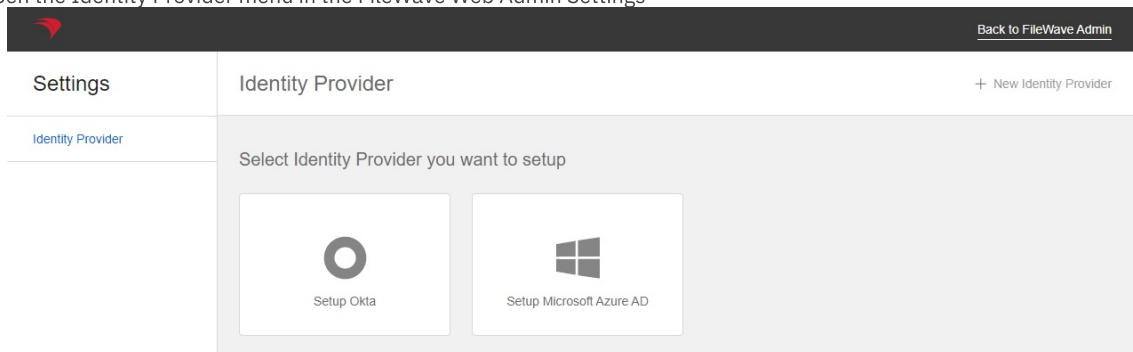 the Identity Provider menu in the FileWave Web Admin Settings
Back to FileWave Admin
Settings
Identity Provider
+ New Identity Provider
Identity Provider
Select Identity Provider you want to setup
Setup Okta
Setup Microsoft Azure AD